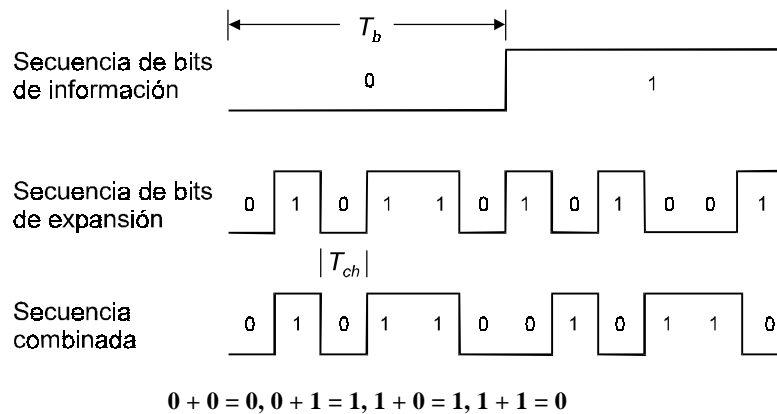 T_b
Secuencia de bits
de información
0 1
Secuencia de bits
de expansión
0 1 0 1 1 0 1 0 1 0 0 1
T_ch
Secuencia
combinada
0 1 0 1 1 0 0 1 0 1 1 0
0 + 0 = 0, 0 + 1 = 1, 1 + 0 = 1, 1 + 1 = 0